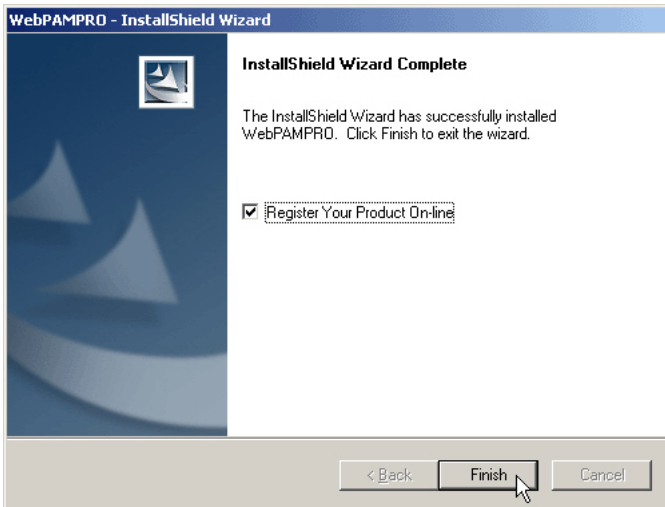 WebPAMPRO - InstallShield Wizard
InstallShield Wizard Complete
The InstallShield Wizard has successfully installed
WebPAMPRO. Click Finish to exit the wizard.
Register Your Product On-line
< Back
Finish
Cancel